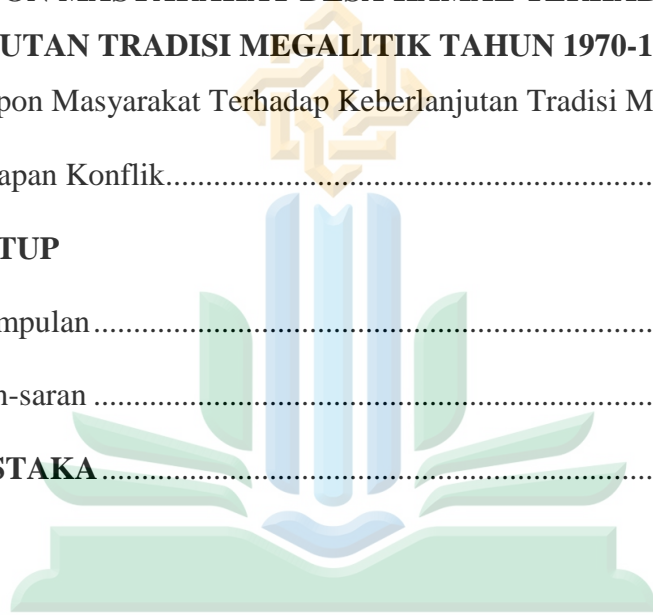 UTAN TRADISI MEGALITIK TAHUN 1970-1
pon Masyarakat Terhadap Keberlanjutan Tradisi M
apan Konflik..........................................................
TUP
mpulan..........................................................
n-saran ..........................................................
STAKA..........................................................